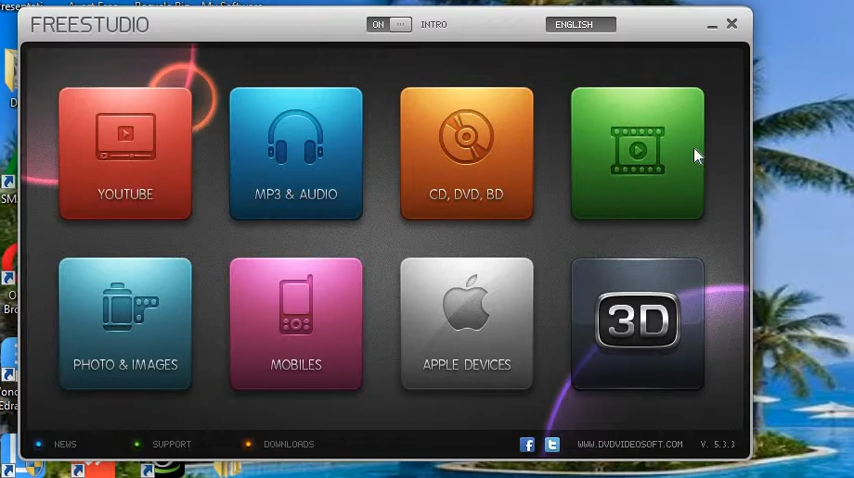 FREESTUDIO
ON
INTRO
ENGLISH
YOUTUBE
MP3 & AUDIO
CD, DVD, BD
PHOTO & IMAGES
MOBILES
APPLE DEVICES
3D
NEWS
SUPPORT
DOWNLOADS
WWW.DVDVIDEOSOFT.COM
V. 5.3.3